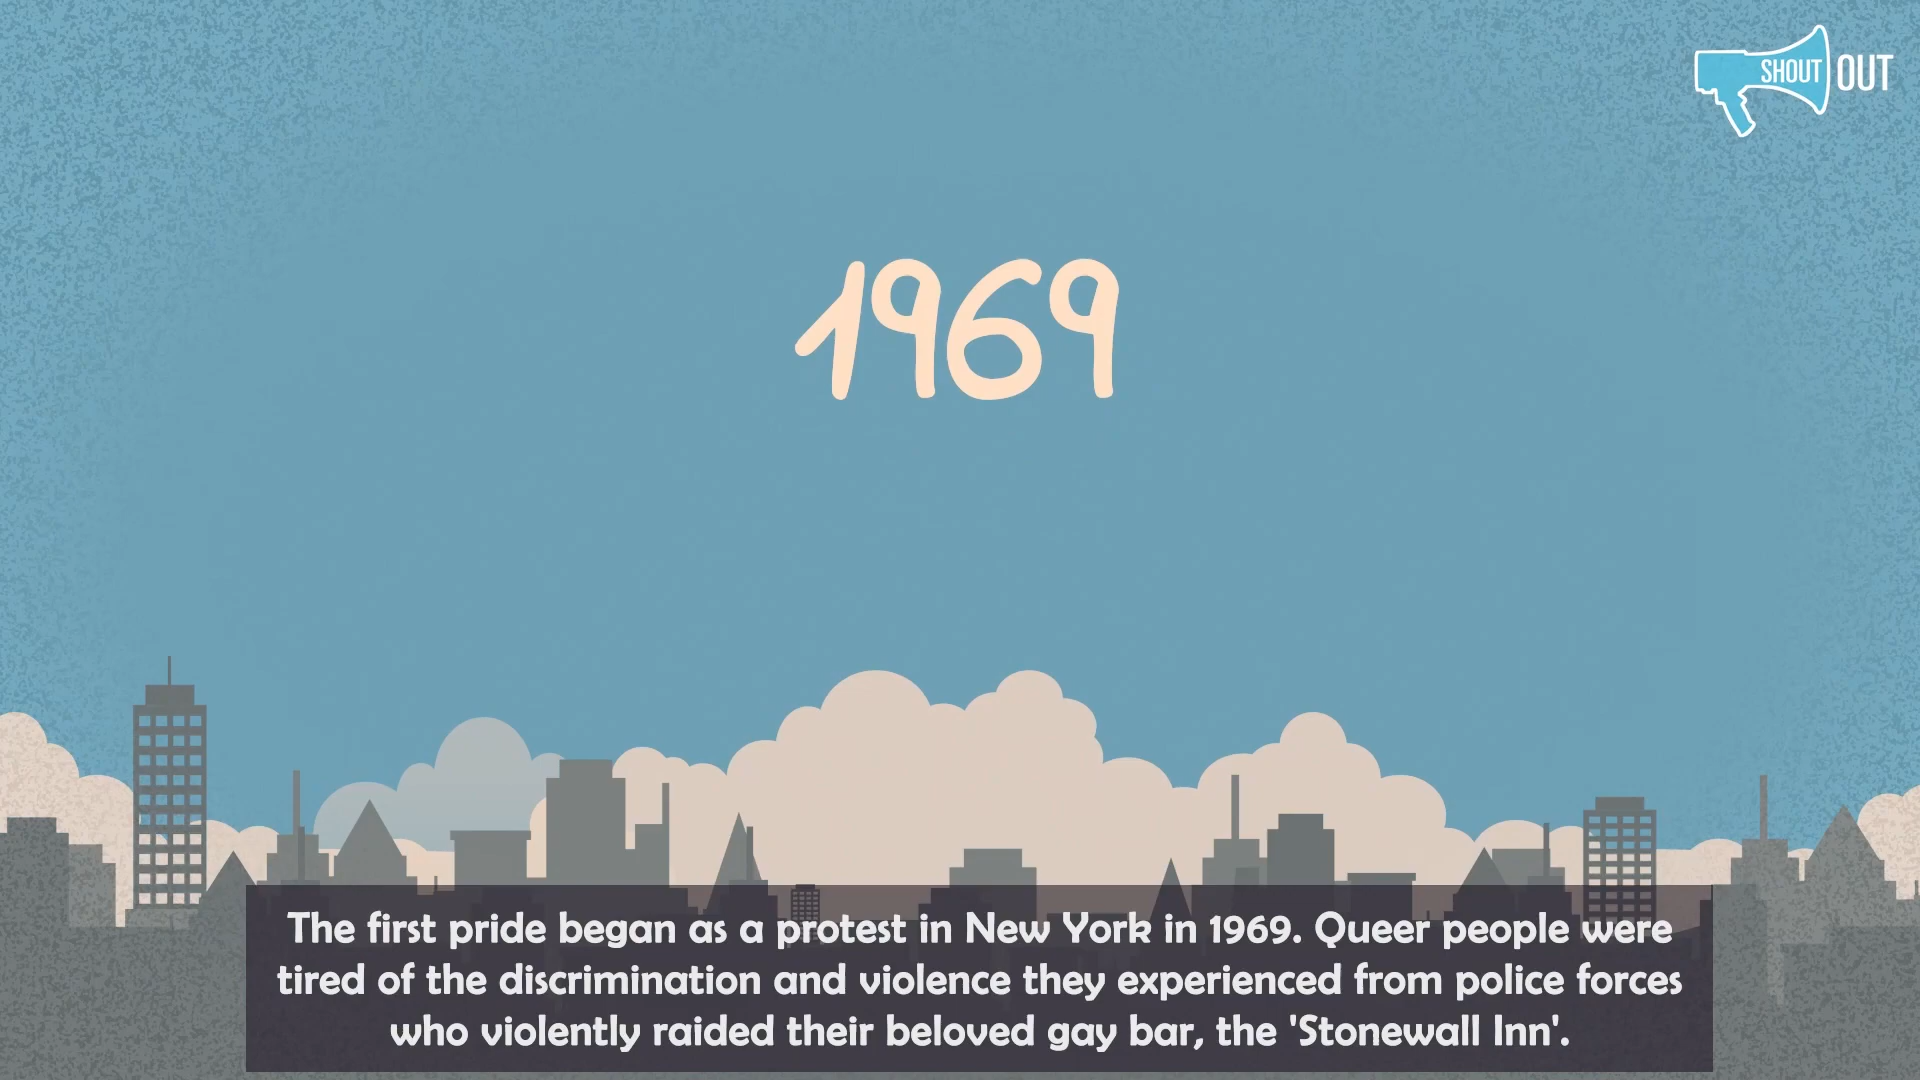 SHOUT OUT
1969
The first pride began as a protest in New York in 1969. Queer people were
tired of the discrimination and violence they experienced from police forces
who violently raided their beloved gay bar, the 'Stonewall Inn'.